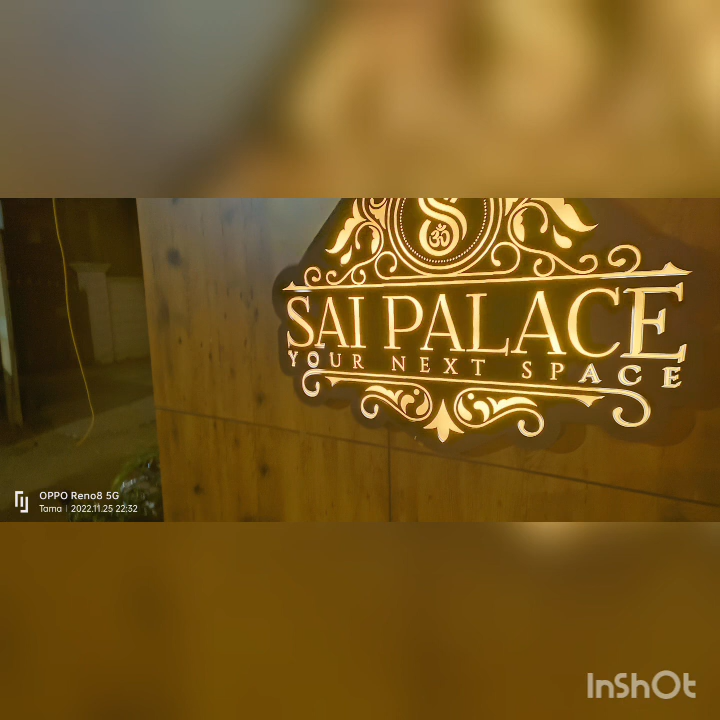 S
ॐ
SAI PALACE
YOUR NEXT SPACE
OPPO Reno8 5G
Tama | 2022.11.25 22:32
InShOt